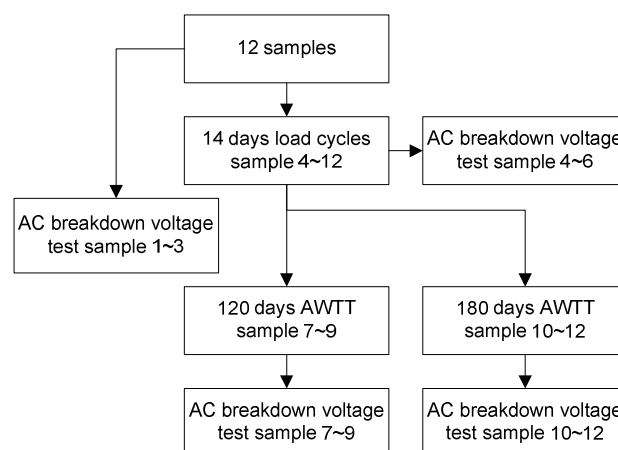 12 samples
14 days load cycles
sample 4~12
AC breakdown voltage
test sample 4~6
AC breakdown voltage
test sample 1~3
120 days AWTT
sample 7~9
180 days AWTT
sample 10~12
AC breakdown voltage
test sample 7~9
AC breakdown voltage
test sample 10~12